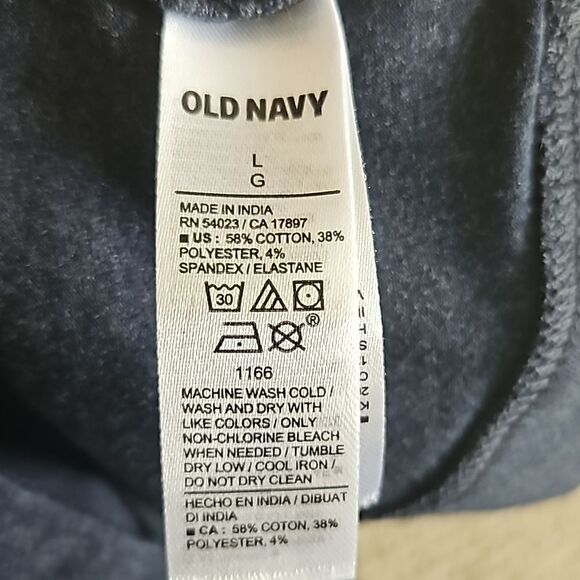 OLD NAVY
L
G
MADE IN INDIA
RN 54023 / CA 17897
■ US : 58% COTTON, 38%
POLYESTER, 4%
SPANDEX / ELASTANE
30
®
1166
MACHINE WASH COLD /
WASH AND DRY WITH
LIKE COLORS / ONLY
NON-CHLORINE BLEACH
WHEN NEEDED / TUMBLE
DRY LOW / COOL IRON /
DO NOT DRY CLEAN
HECHO EN INDIA / DIBUAT
DI INDIA
■ CA : 58% COTON, 38%
POLYESTER, 4%